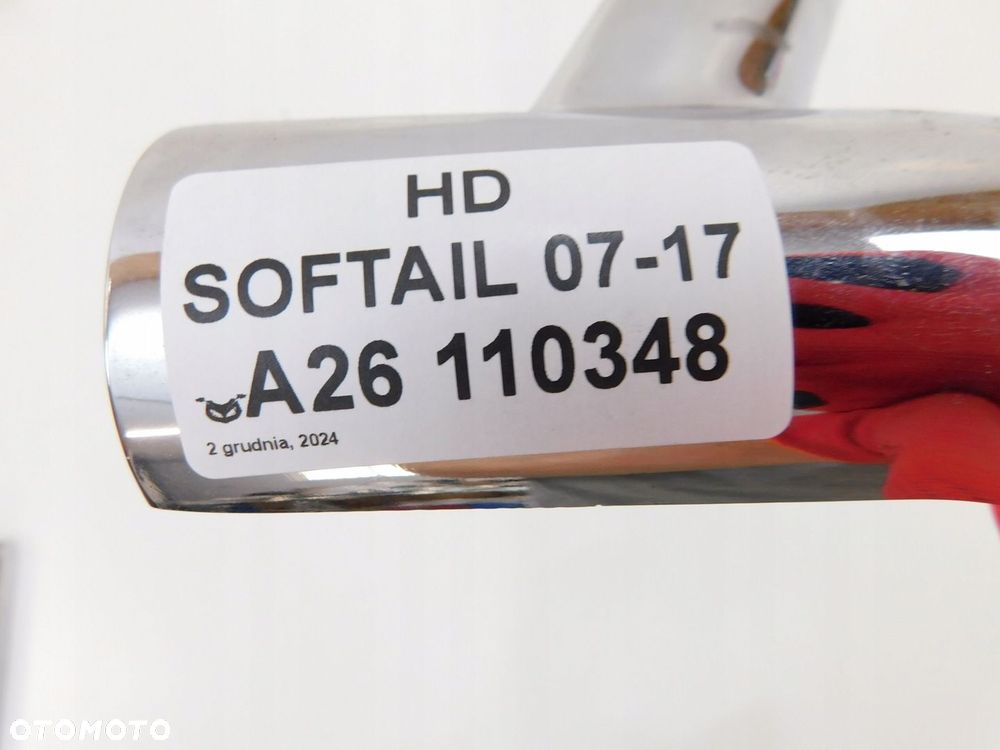 HD
SOFTAIL 07-17
A26 110348
2 grudnia, 2024
OTOMOTO